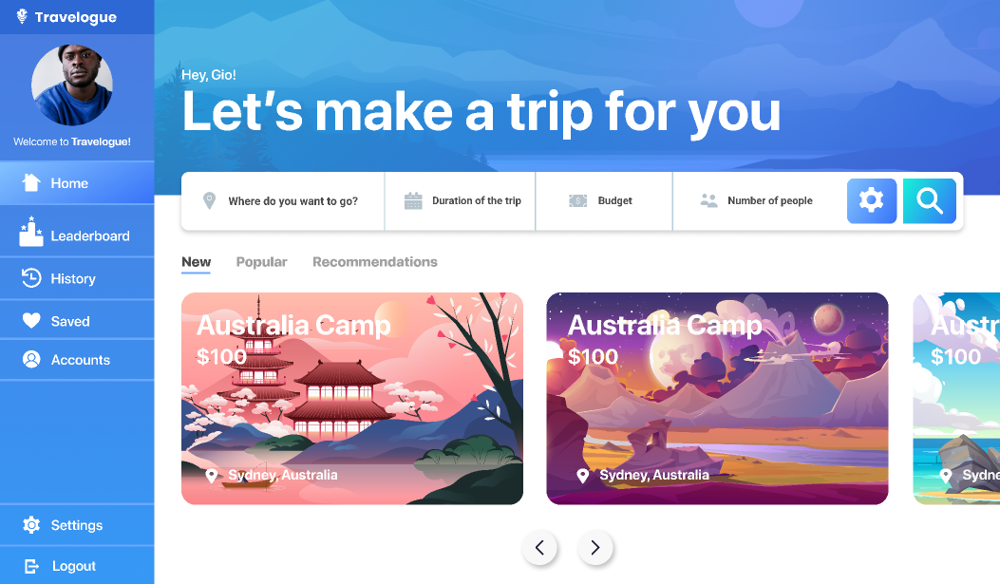 Travelogue
Welcome to Travelogue!
Home
Leaderboard
History
Saved
Accounts
Settings
Logout
Hey, Gio!
Let's make a trip for you
Where do you want to go?
Duration of the trip
Budget
Number of people
New
Popular
Recommendations
Australia Camp
$100
Sydney, Australia
Australia Camp
$100
Sydney, Australia
Austr
$100
Sydne